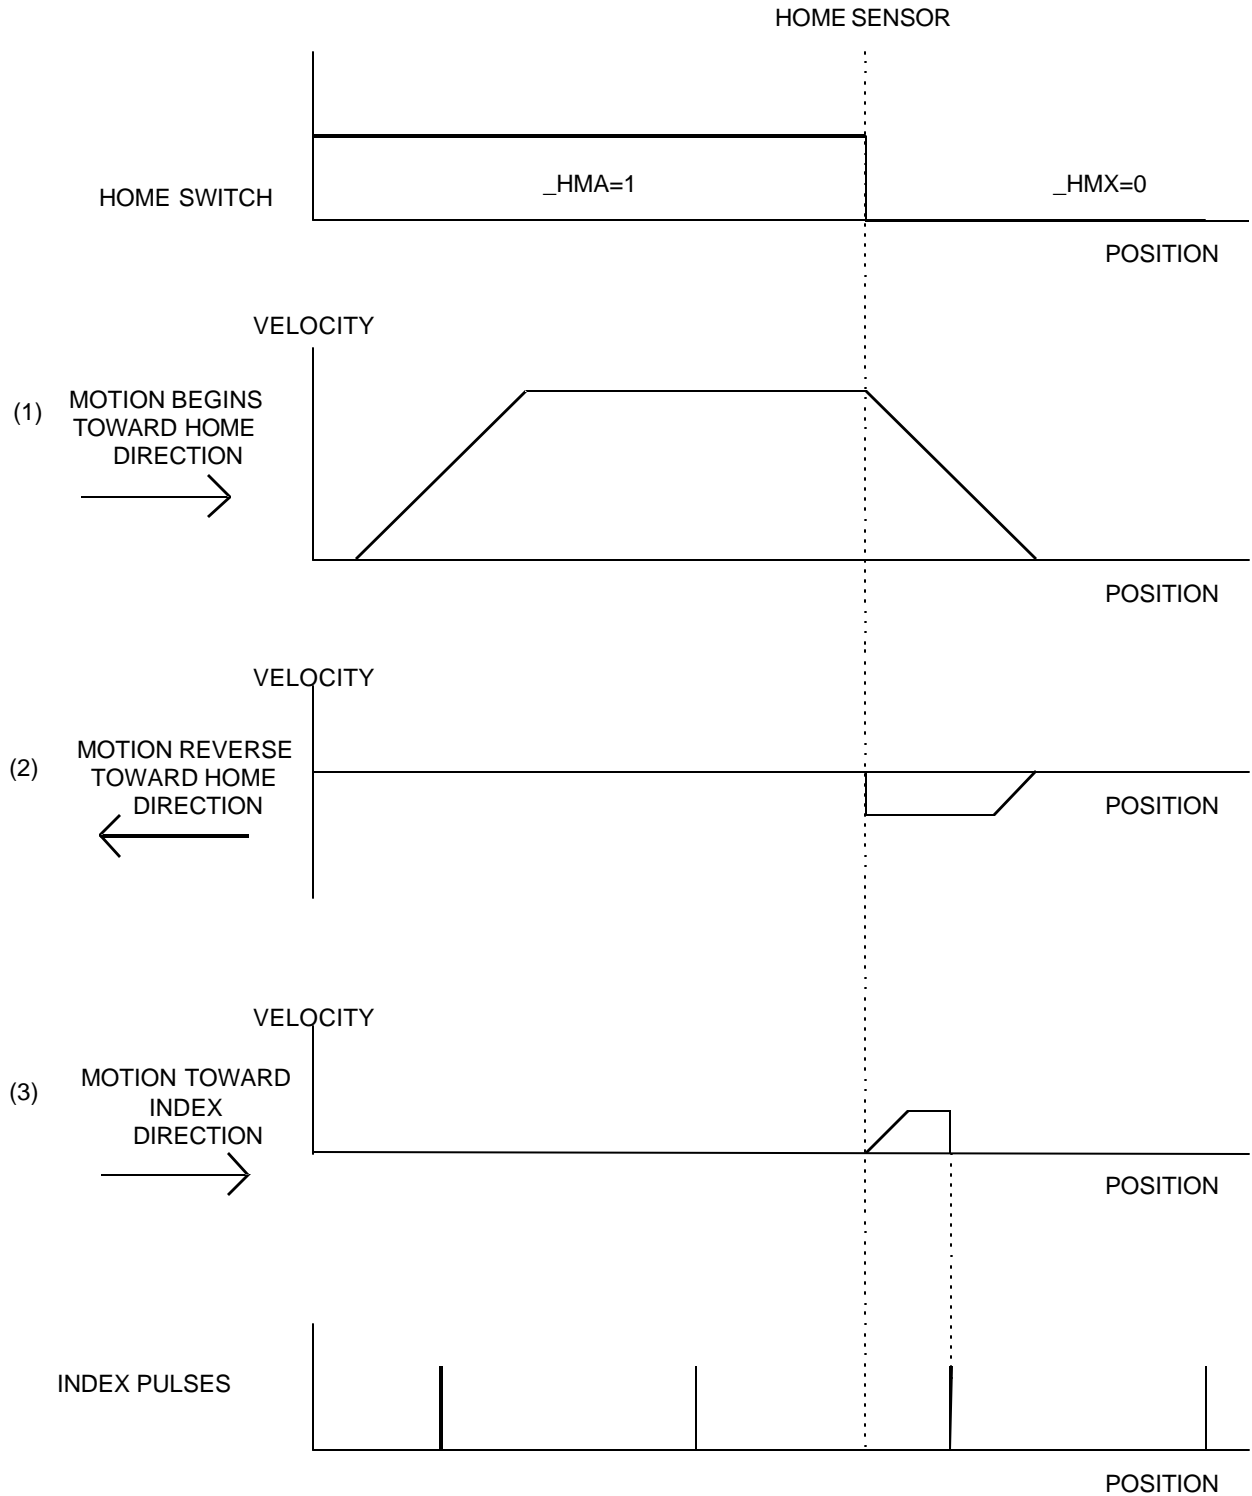 HOME SENSOR
_HMA=1
_HMX=0
HOME SWITCH
POSITION
VELOCITY
(1)
MOTION BEGINS
TOWARD HOME
DIRECTION
POSITION
VELOCITY
(2)
MOTION REVERSE
TOWARD HOME
DIRECTION
POSITION
VELOCITY
(3)
MOTION TOWARD
INDEX
DIRECTION
POSITION
INDEX PULSES
POSITION